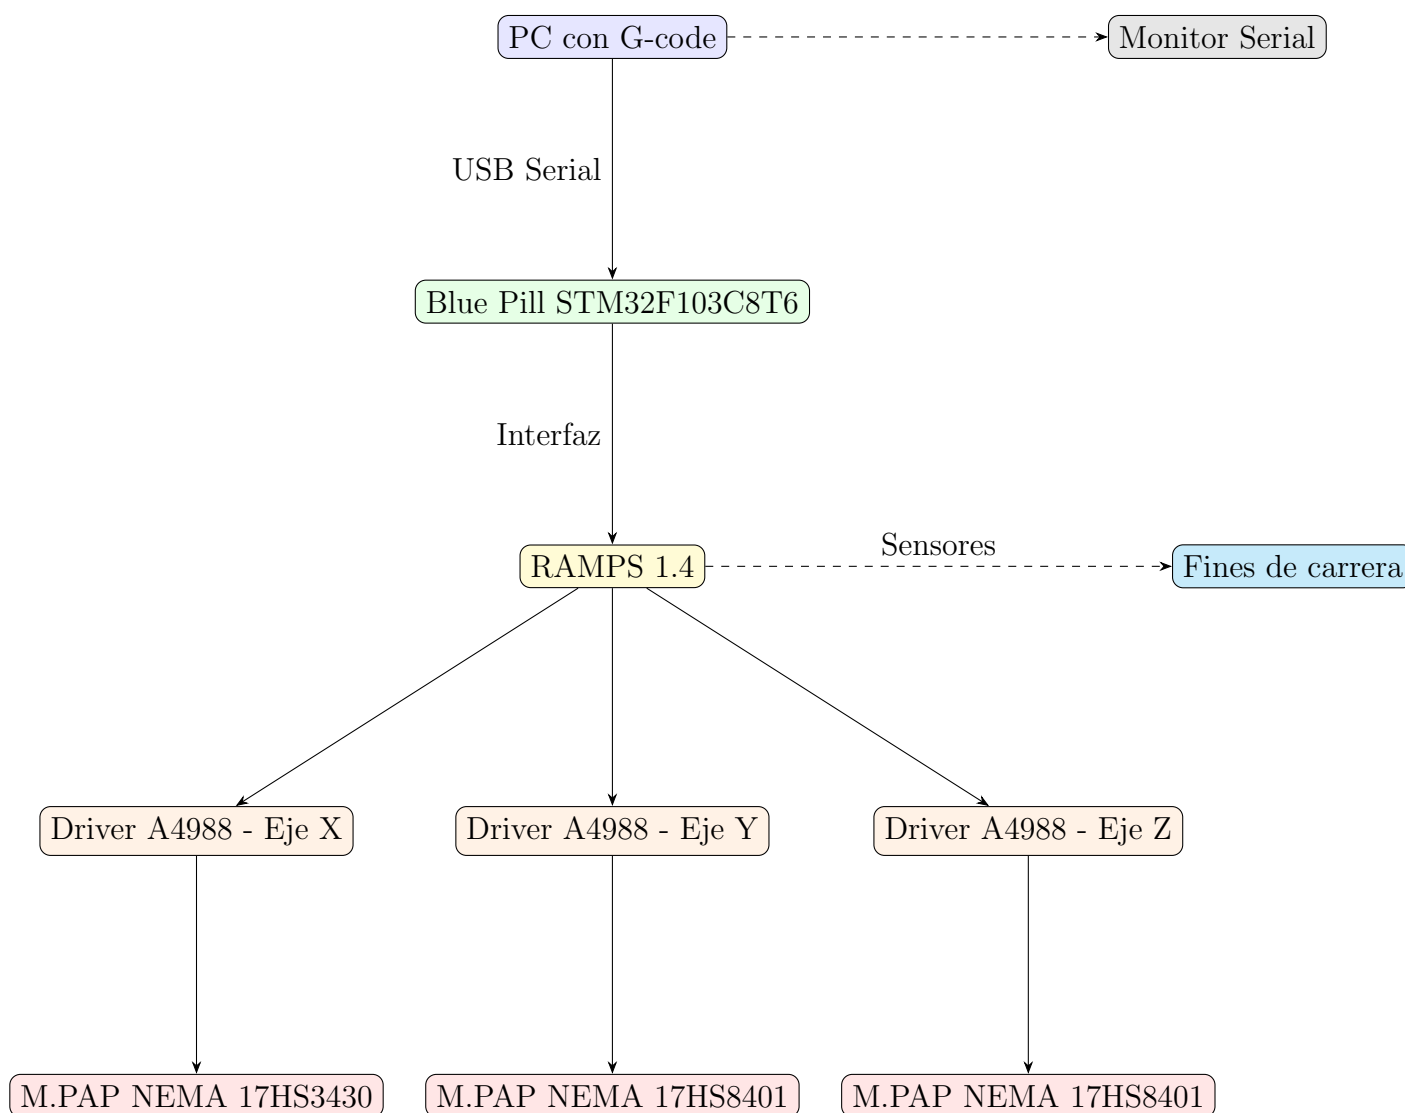 PC con G-code
Monitor Serial
USB Serial
Blue Pill STM32F103C8T6
Interfaz
RAMPS 1.4
Sensores
Fines de carrera
Driver A4988 - Eje X
Driver A4988 - Eje Y
Driver A4988 - Eje Z
M.PAP NEMA 17HS3430
M.PAP NEMA 17HS8401
M.PAP NEMA 17HS8401